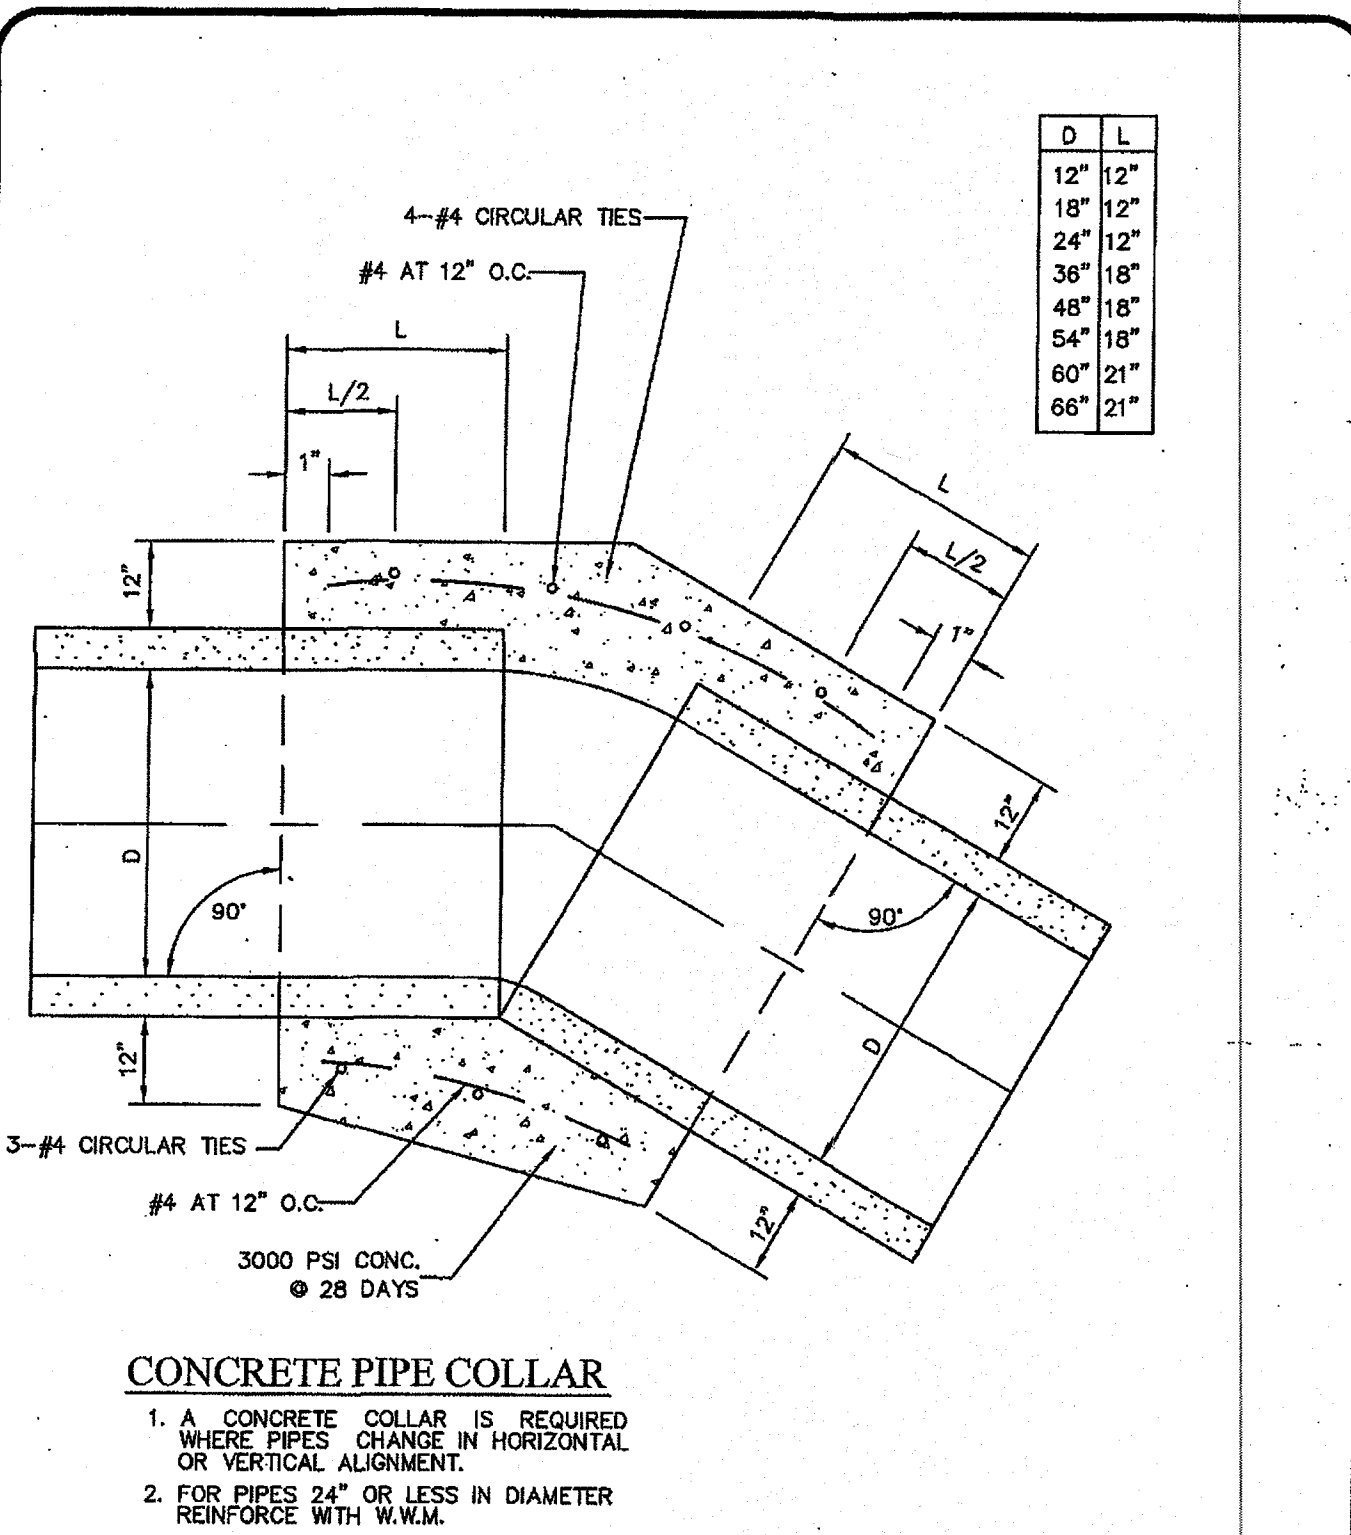 D L
12" 12"
18" 12"
24" 12"
36" 18"
48" 18"
54" 18"
60" 21"
66" 21"
4-#4 CIRCULAR TIES
#4 AT 12" O.C.
L
L/2
1"
L
L/2
1"
12"
12"
D
90°
90°
D
12"
12"
3-#4 CIRCULAR TIES
#4 AT 12" O.C.
3000 PSI CONC.
@ 28 DAYS
CONCRETE PIPE COLLAR
1. A CONCRETE COLLAR IS REQUIRED
WHERE PIPES CHANGE IN HORIZONTAL
OR VERTICAL ALIGNMENT.
2. FOR PIPES 24" OR LESS IN DIAMETER
REINFORCE WITH W.W.M.